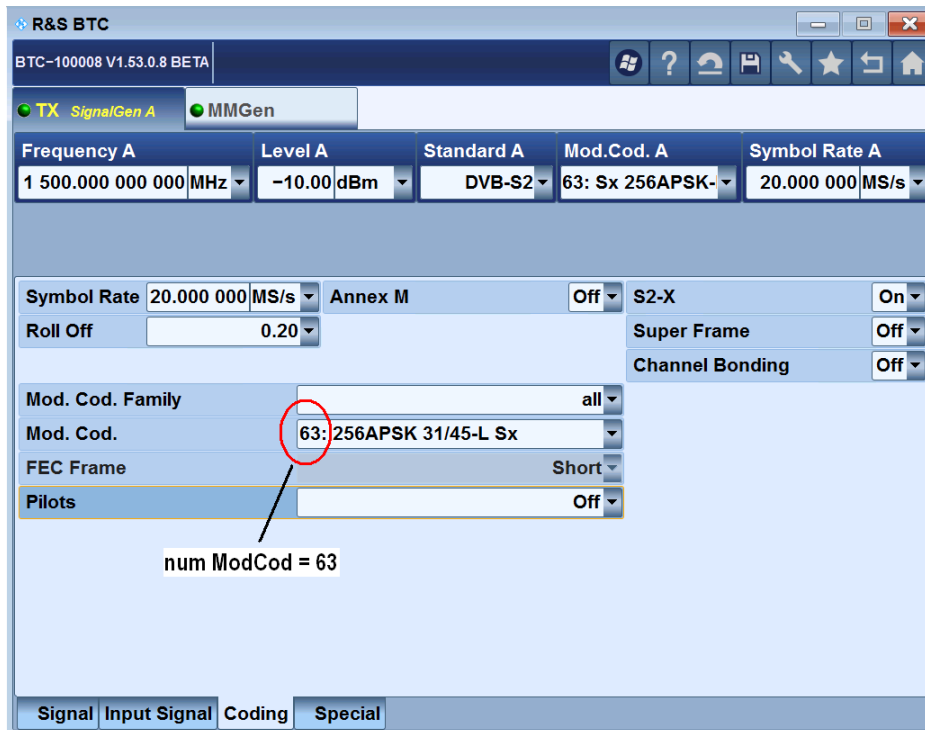 R&S BTC
BTC-100008 V1.53.0.8 BETA
TX SignalGen A MMGen
Frequency A Level A Standard A Mod.Cod. A Symbol Rate A
1 500.000 000 000 MHz -10.00 dBm DVB-S2 63: Sx 256APSK- 20.000 000 MS/s
Symbol Rate 20.000 000 MS/s Annex M Off S2-X On
Roll Off 0.20 Super Frame Off
Channel Bonding Off
Mod. Cod. Family all
Mod. Cod. 63: 256APSK 31/45-L Sx
FEC Frame Short
Pilots Off
num ModCod = 63
Signal Input Signal Coding Special